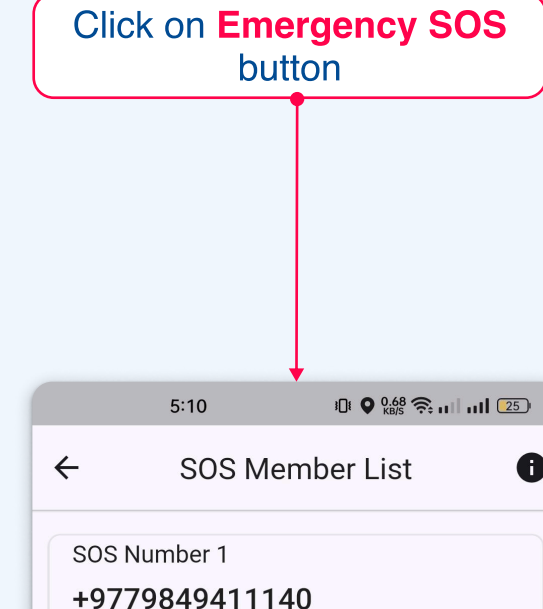 Click on Emergency SOS
button
5:10
0.68
KB/S
25
SOS Member List
SOS Number 1
+9779849411140